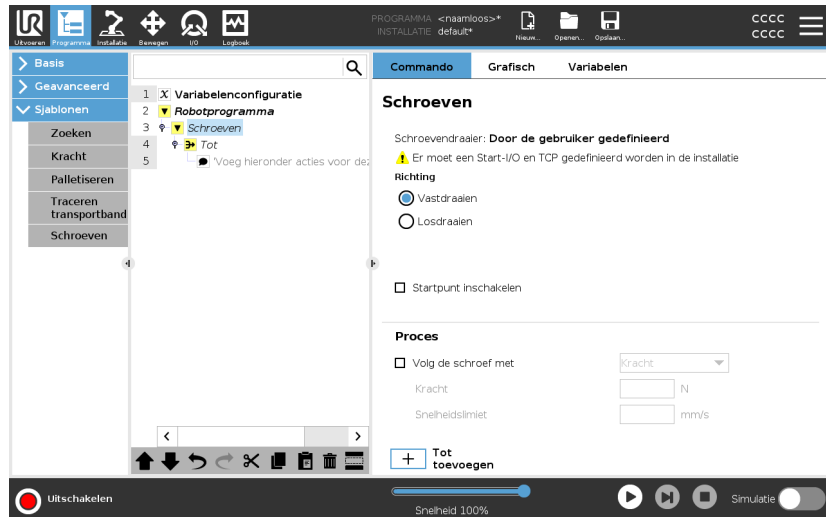 PROGRAMMA <naamloos>*
INSTALLATIE default*
Uitvoeren Programma Installatie Bewegen I/O Logboek
Nieuw... Openen... Opslaan...
cccc
cccc
Basis
Geavanceerd
Sjablonen
Zoeken
Kracht
Palletiseren
Traceren
transportband
Schroeven
1 X Variabelenconfiguratie
2 Robotprogramma
3 Schroeven
4 Tot
5 'Voeg hieronder acties voor dez
Commando Grafisch Variabelen
Schroeven
Schroevendraaier: Door de gebruiker gedefinieerd
Er moet een Start-I/O en TCP gedefinieerd worden in de installatie
Richting
Vastdraaien
Losdraaien
Startpunt inschakelen
Proces
Volg de schroef met Kracht
Kracht N
Snelheidslimiet mm/s
Tot
toevoegen
Uitschakelen
Snelheid 100%
Simulatie